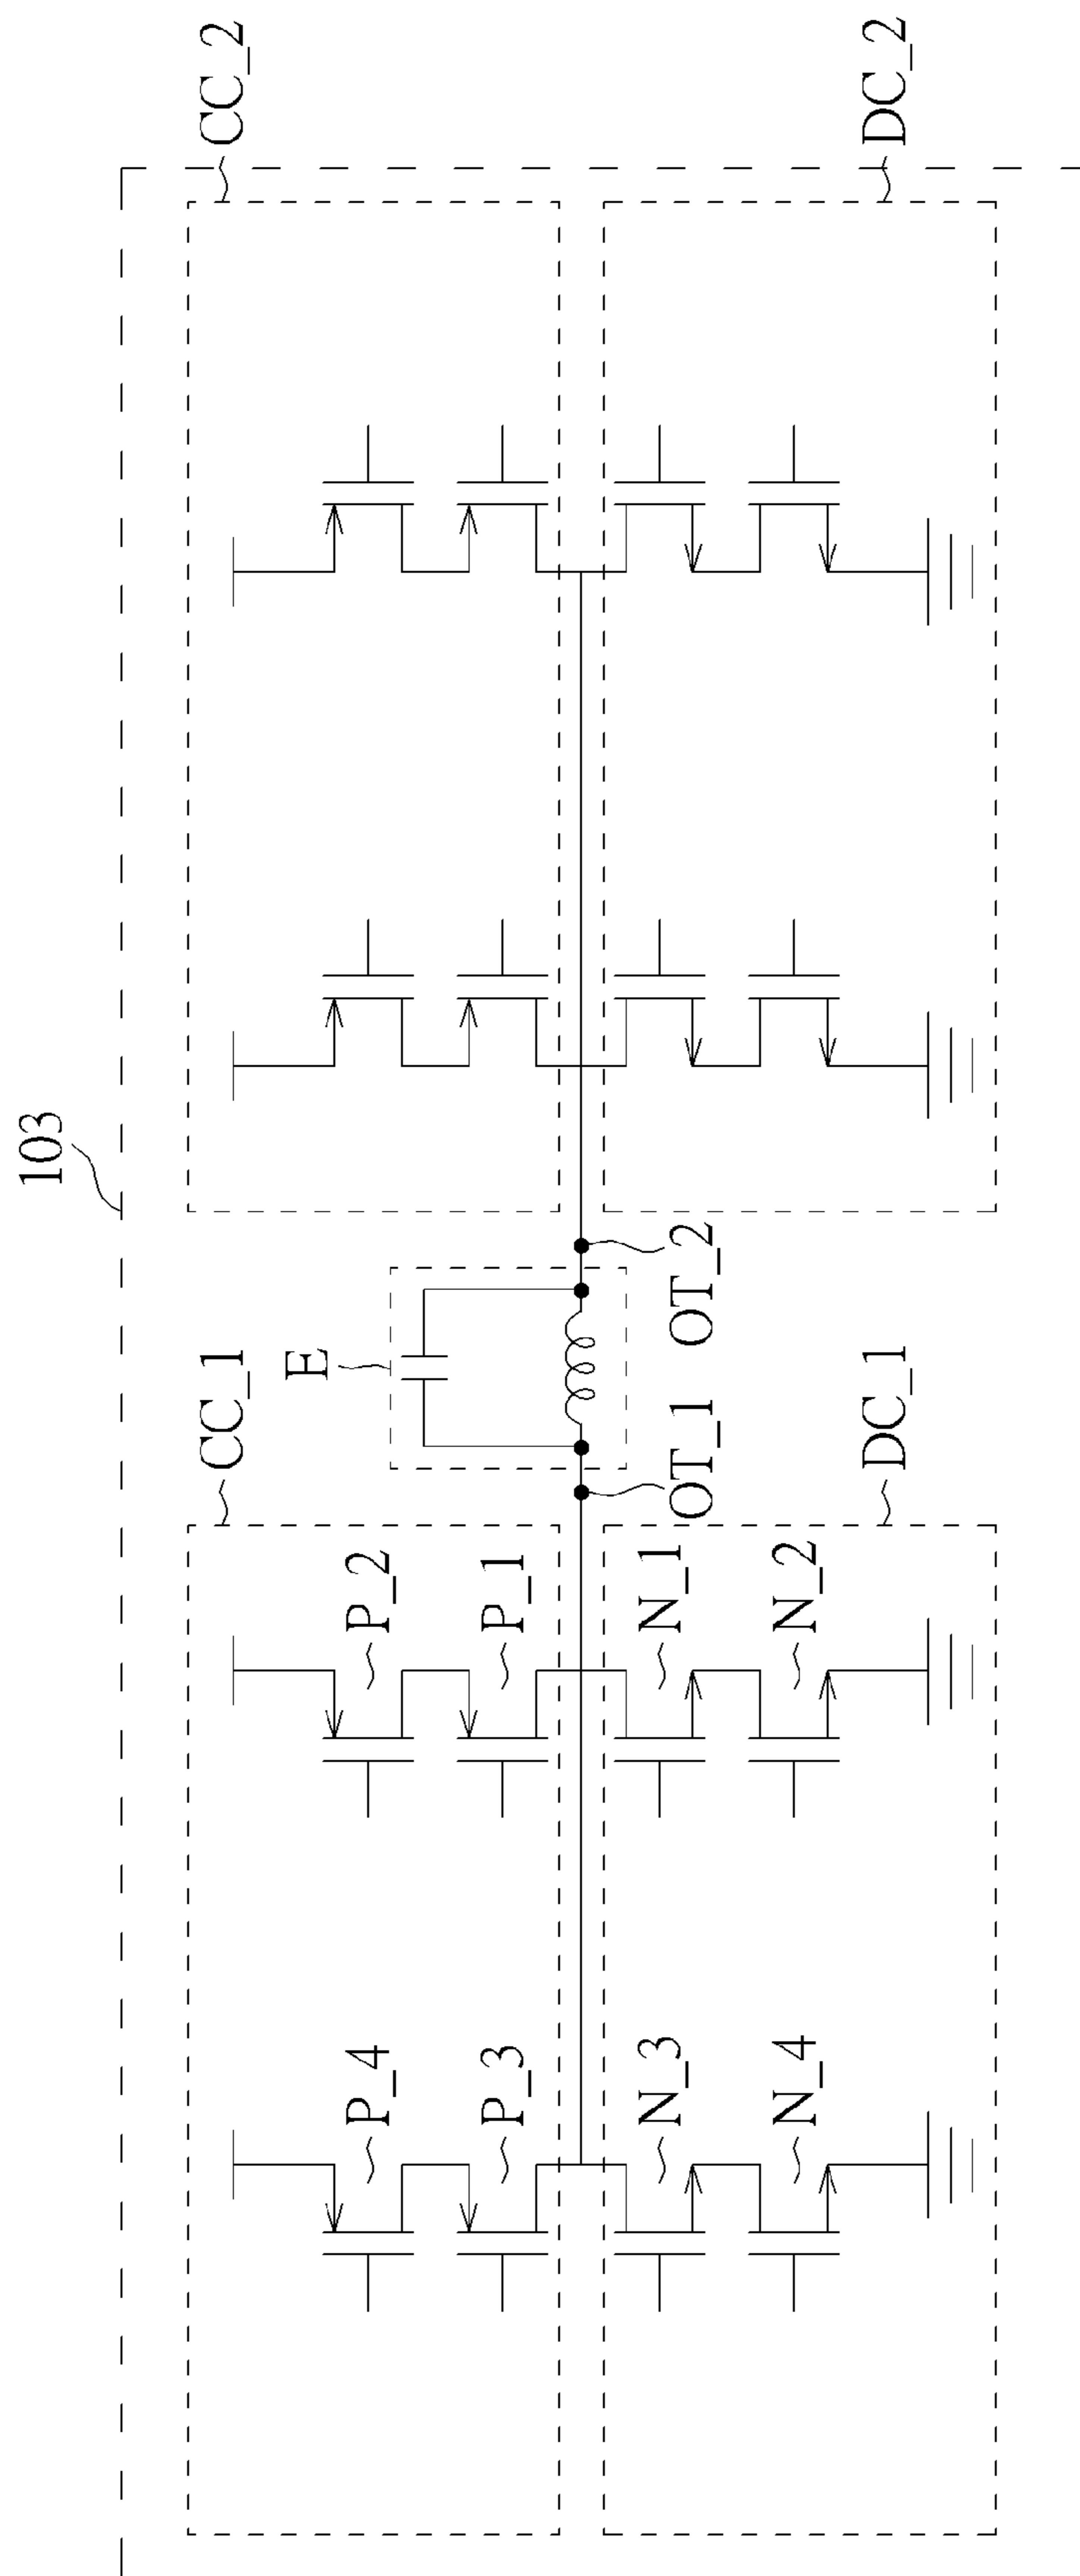 103
CC_1
CC_2
E
P_4
P_2
P_3
P_1
OT_1
OT_2
N_3
N_1
N_4
N_2
DC_1
DC_2